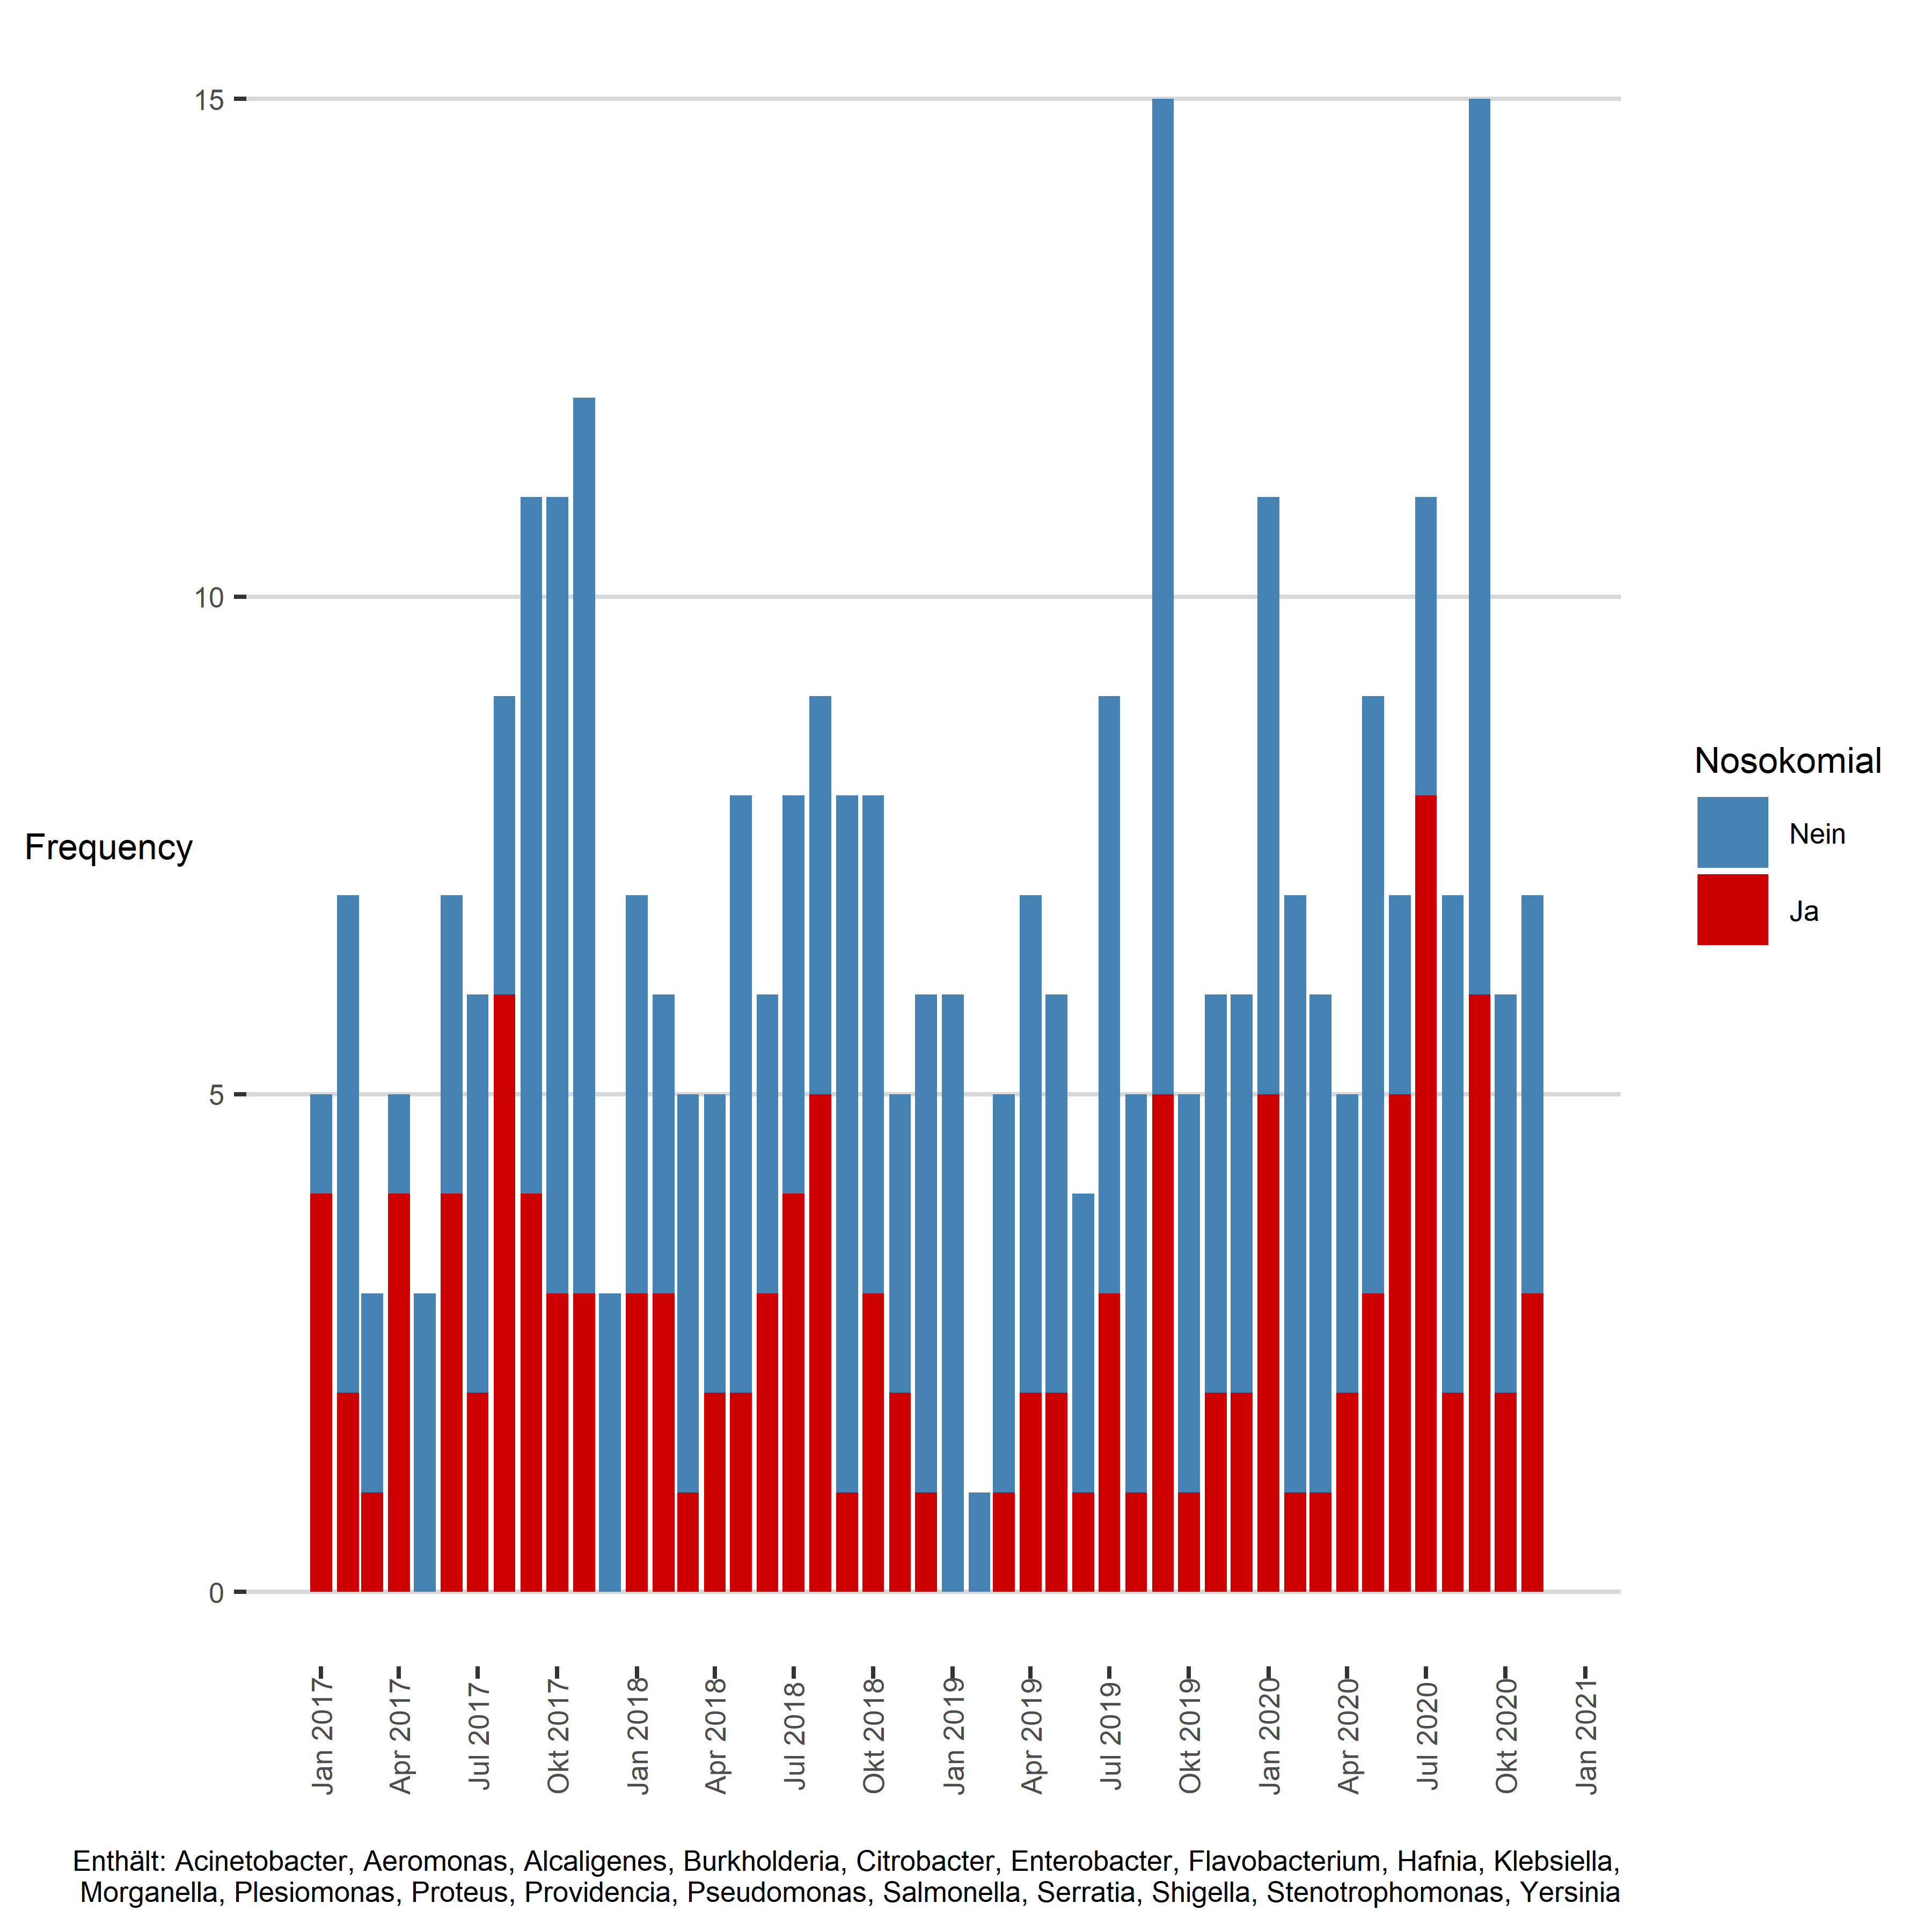 15
10
5
0
Frequency
Nosokomial
Nein
Ja
Jan 2017
Apr 2017
Jul 2017
Okt 2017
Jan 2018
Apr 2018
Jul 2018
Okt 2018
Jan 2019
Apr 2019
Jul 2019
Okt 2019
Jan 2020
Apr 2020
Jul 2020
Okt 2020
Jan 2021
Enthält: Acinetobacter, Aeromonas, Alcaligenes, Burkholderia, Citrobacter, Enterobacter, Flavobacterium, Hafnia, Klebsiella,
Morganella, Plesiomonas, Proteus, Providencia, Pseudomonas, Salmonella, Serratia, Shigella, Stenotrophomonas, Yersinia